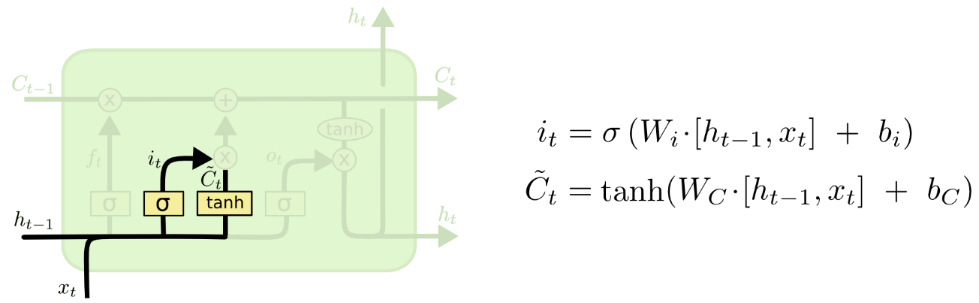 h_t
C_{t-1} C_t
x +
tanh
f_t i_t C̃_t o_t x x
σ σ tanh σ
h_{t-1} h_t
x_t
i_t = σ (W_i·[h_{t-1}, x_t] + b_i)
C̃_t = tanh(W_C·[h_{t-1}, x_t] + b_C)